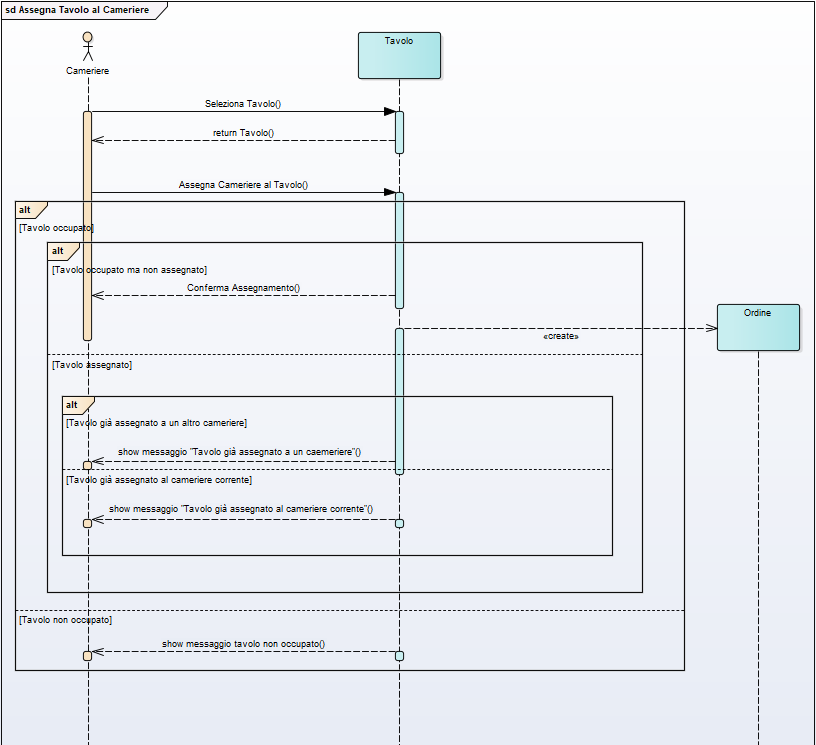 sd Assegna Tavolo al Cameriere
Tavolo
Cameriere
Seleziona Tavolo()
return Tavolo()
Assegna Cameriere al Tavolo()
alt
[Tavolo occupato]
alt
[Tavolo occupato ma non assegnato]
Conferma Assegnamento()
Ordine
«create»
[Tavolo assegnato]
alt
[Tavolo già assegnato a un altro cameriere]
show messaggio "Tavolo già assegnato a un caemeriere"()
[Tavolo già assegnato al cameriere corrente]
show messaggio "Tavolo già assegnato al cameriere corrente"()
[Tavolo non occupato]
show messaggio tavolo non occupato()